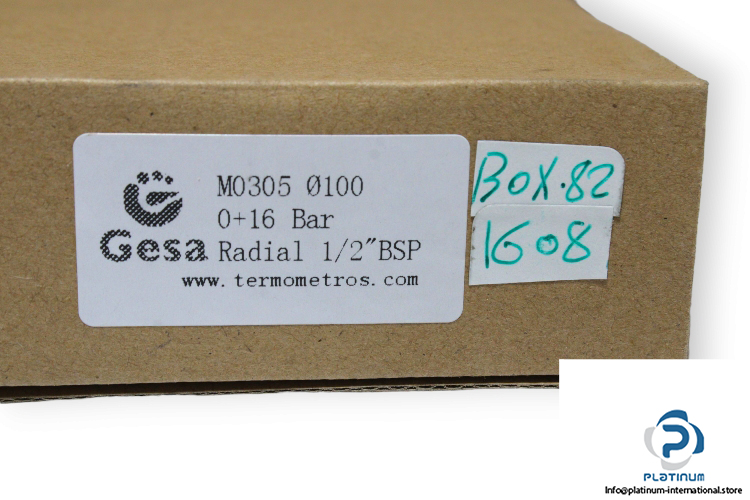 M0305 Ø100
0+16 Bar
Gesa Radial 1/2"BSP
www.termometros.com
BOX.82
1608
PLATINUM
Info@platinum-international.store